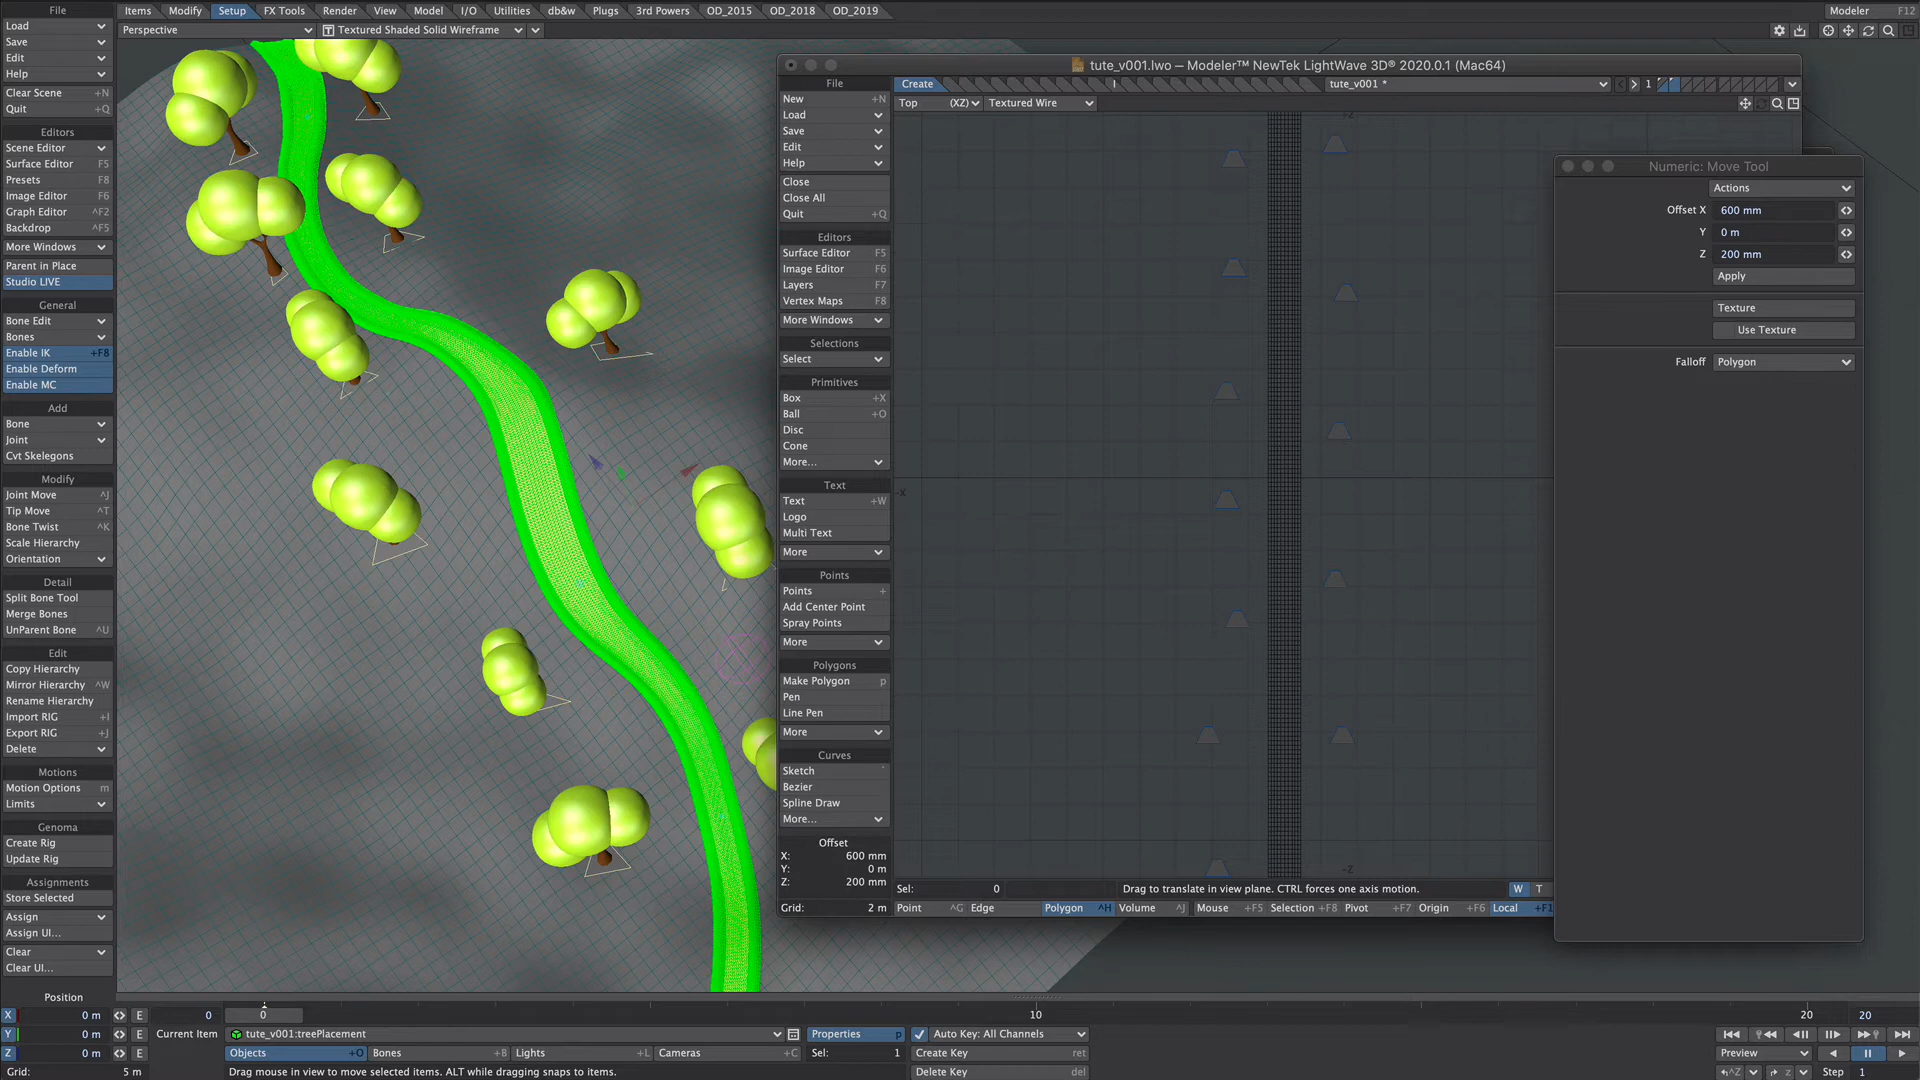 File
Items Modify Setup FX Tools Render View Model I/O Utilities db&w Plugs 3rd Powers OD_2015 OD_2018 OD_2019
Modeler F12
Load
Save
Edit
Help
Clear Scene +N
Quit +Q
Perspective
Textured Shaded Solid Wireframe
Editors
Scene Editor
Surface Editor F5
Presets F8
Image Editor F6
Graph Editor ^F2
Backdrop ^F5
More Windows
Parent in Place
Studio LIVE
General
Bone Edit
Bones
Enable IK +F8
Enable Deform
Enable MC
Add
Bone
Joint
Cvt Skelegons
Modify
Joint Move ^J
Tip Move ^T
Bone Twist ^K
Scale Hierarchy
Orientation
Detail
Split Bone Tool
Merge Bones
UnParent Bone ^U
Edit
Copy Hierarchy
Mirror Hierarchy ^W
Rename Hierarchy
Import RIG +I
Export RIG +J
Delete
Motions
Motion Options m
Limits
Genoma
Create Rig
Update Rig
Assignments
Store Selected
Assign
Assign UI...
Clear
Clear UI...
Position
X 0 m E
Y 0 m E
Z 0 m E
Grid: 5 m
tute_v001.lwo — Modeler™ NewTek LightWave 3D® 2020.0.1 (Mac64)
File
Create
tute_v001 *
1
Top (XZ) Textured Wire
New +N
Load
Save
Edit
Help
Close
Close All
Quit +Q
Editors
Surface Editor F5
Image Editor F6
Layers F7
Vertex Maps F8
More Windows
Selections
Select
Primitives
Box +X
Ball +O
Disc
Cone
More...
Text
Text +W
Logo
Multi Text
More
Points
Points +
Add Center Point
Spray Points
More
Polygons
Make Polygon p
Pen
Line Pen
More
Curves
Sketch
Bezier
Spline Draw
More...
Offset
X: 600 mm
Y: 0 m
Z: 200 mm
Grid: 2 m
+Z
-X
-Z
Sel: 0
Drag to translate in view plane. CTRL forces one axis motion.
W T
Point ^G Edge Polygon ^H Volume ^J Mouse +F5 Selection +F8 Pivot +F7 Origin +F6 Local
Numeric: Move Tool
Actions
Offset X 600 mm
Y 0 m
Z 200 mm
Apply
Texture
Use Texture
Falloff Polygon
0 0 10 20 20
Current Item tute_v001:treePlacement
Properties p
Auto Key: All Channels
Objects +O Bones +B Lights +L Cameras +C
Sel: 1
Create Key ret
Delete Key del
Drag mouse in view to move selected items. ALT while dragging snaps to items.
Preview
^Z z Step 1